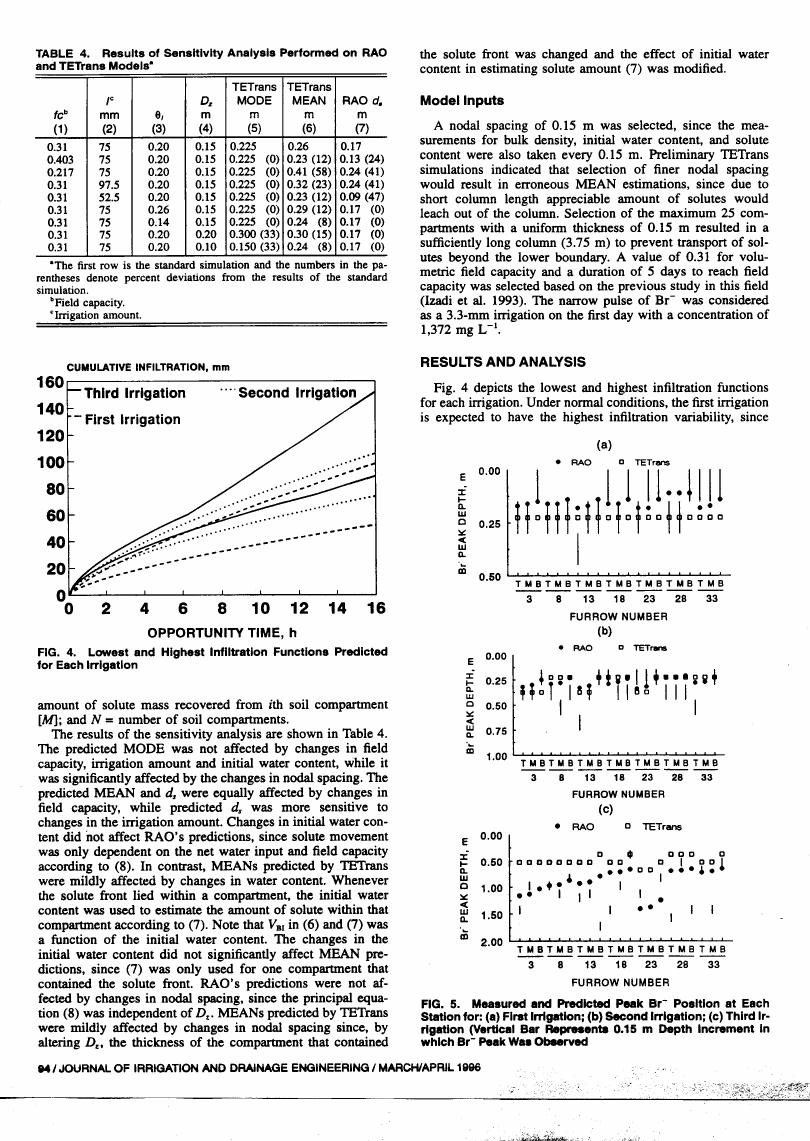 TABLE 4. Results of Sensitivity Analysis Performed on RAO
and TETrans Models*
fcᵇ (1) | Iᶜ mm (2) | θᵢ (3) | D_z m (4) | TETrans MODE m (5) | TETrans MEAN m (6) | RAO d_s m (7)
0.31 75 0.20 0.15 0.225 0.26 0.17
0.403 75 0.20 0.15 0.225 (0) 0.23 (12) 0.13 (24)
0.217 75 0.20 0.15 0.225 (0) 0.41 (58) 0.24 (41)
0.31 97.5 0.20 0.15 0.225 (0) 0.32 (23) 0.24 (41)
0.31 52.5 0.20 0.15 0.225 (0) 0.23 (12) 0.09 (47)
0.31 75 0.26 0.15 0.225 (0) 0.29 (12) 0.17 (0)
0.31 75 0.14 0.15 0.225 (0) 0.24 (8) 0.17 (0)
0.31 75 0.20 0.20 0.300 (33) 0.30 (15) 0.17 (0)
0.31 75 0.20 0.10 0.150 (33) 0.24 (8) 0.17 (0)
*The first row is the standard simulation and the numbers in the pa-
rentheses denote percent deviations from the results of the standard
simulation.
ᵇField capacity.
ᶜIrrigation amount.
CUMULATIVE INFILTRATION, mm
160
140
120
100
80
60
40
20
0
Third Irrigation
Second Irrigation
First Irrigation
0 2 4 6 8 10 12 14 16
OPPORTUNITY TIME, h
FIG. 4. Lowest and Highest Infiltration Functions Predicted
for Each Irrigation
amount of solute mass recovered from ith soil compartment
[M]; and N = number of soil compartments.
The results of the sensitivity analysis are shown in Table 4.
The predicted MODE was not affected by changes in field
capacity, irrigation amount and initial water content, while it
was significantly affected by the changes in nodal spacing. The
predicted MEAN and d_s were equally affected by changes in
field capacity, while predicted d_s was more sensitive to
changes in the irrigation amount. Changes in initial water con-
tent did not affect RAO's predictions, since solute movement
was only dependent on the net water input and field capacity
according to (8). In contrast, MEANs predicted by TETrans
were mildly affected by changes in water content. Whenever
the solute front lied within a compartment, the initial water
content was used to estimate the amount of solute within that
compartment according to (7). Note that V_BI in (6) and (7) was
a function of the initial water content. The changes in the
initial water content did not significantly affect MEAN pre-
dictions, since (7) was only used for one compartment that
contained the solute front. RAO's predictions were not af-
fected by changes in nodal spacing, since the principal equa-
tion (8) was independent of D_z. MEANs predicted by TETrans
were mildly affected by changes in nodal spacing since, by
altering D_z, the thickness of the compartment that contained
the solute front was changed and the effect of initial water
content in estimating solute amount (7) was modified.
Model Inputs
A nodal spacing of 0.15 m was selected, since the mea-
surements for bulk density, initial water content, and solute
content were also taken every 0.15 m. Preliminary TETrans
simulations indicated that selection of finer nodal spacing
would result in erroneous MEAN estimations, since due to
short column length appreciable amount of solutes would
leach out of the column. Selection of the maximum 25 com-
partments with a uniform thickness of 0.15 m resulted in a
sufficiently long column (3.75 m) to prevent transport of sol-
utes beyond the lower boundary. A value of 0.31 for volu-
metric field capacity and a duration of 5 days to reach field
capacity was selected based on the previous study in this field
(Izadi et al. 1993). The narrow pulse of Br⁻ was considered
as a 3.3-mm irrigation on the first day with a concentration of
1,372 mg L⁻¹.
RESULTS AND ANALYSIS
Fig. 4 depicts the lowest and highest infiltration functions
for each irrigation. Under normal conditions, the first irrigation
is expected to have the highest infiltration variability, since
(a)
RAO TETrans
Br⁻ PEAK DEPTH, m
0.00
0.25
0.50
T M B T M B T M B T M B T M B T M B T M B
3 8 13 18 23 28 33
FURROW NUMBER
(b)
RAO TETrans
Br⁻ PEAK DEPTH, m
0.00
0.25
0.50
0.75
1.00
T M B T M B T M B T M B T M B T M B T M B
3 8 13 18 23 28 33
FURROW NUMBER
(c)
RAO TETrans
Br⁻ PEAK DEPTH, m
0.00
0.50
1.00
1.50
2.00
T M B T M B T M B T M B T M B T M B T M B
3 8 13 18 23 28 33
FURROW NUMBER
FIG. 5. Measured and Predicted Peak Br⁻ Position at Each
Station for: (a) First Irrigation; (b) Second Irrigation; (c) Third Ir-
rigation (Vertical Bar Represents 0.15 m Depth Increment in
which Br⁻ Peak Was Observed
94 / JOURNAL OF IRRIGATION AND DRAINAGE ENGINEERING / MARCH/APRIL 1996